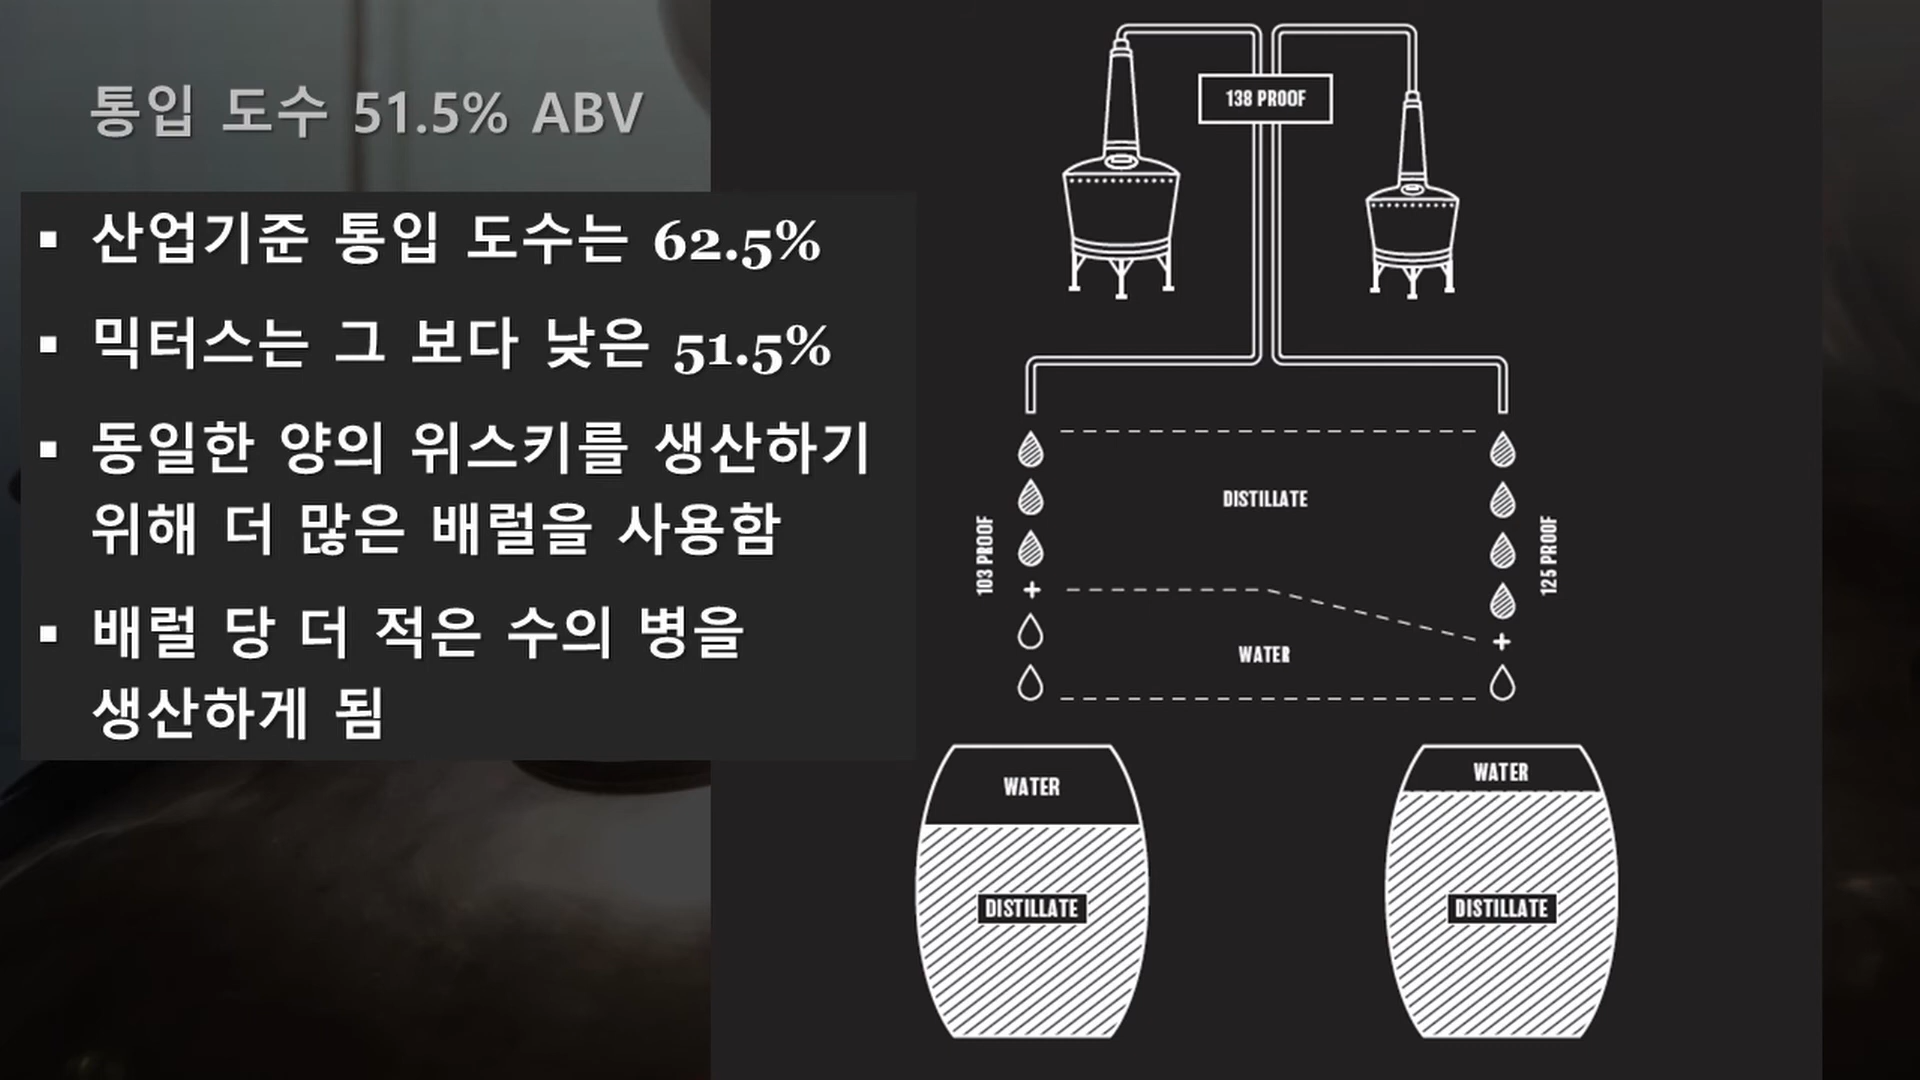 통입 도수 51.5% ABV
산업기준 통입 도수는 62.5%
믹터스는 그 보다 낮은 51.5%
동일한 양의 위스키를 생산하기
위해 더 많은 배럴을 사용함
배럴 당 더 적은 수의 병을
생산하게 됨
138 PROOF
DISTILLATE
103 PROOF
125 PROOF
WATER
WATER
WATER
DISTILLATE
DISTILLATE